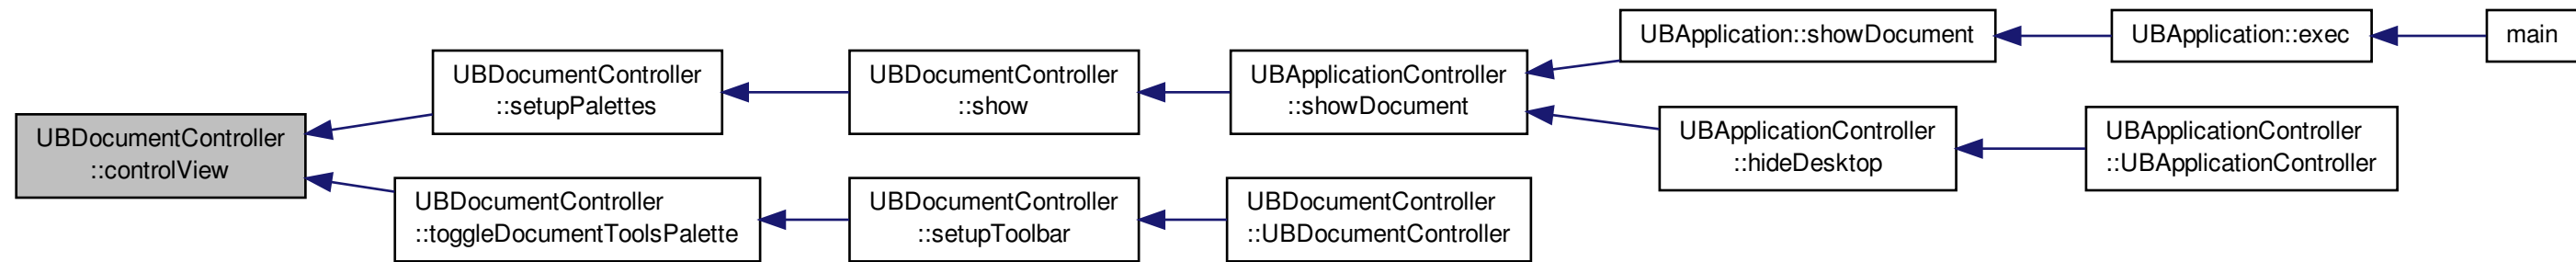 UBDocumentController
::controlView
UBDocumentController
::setupPalettes
UBDocumentController
::show
UBApplicationController
::showDocument
UBApplication::showDocument
UBApplication::exec
main
UBApplicationController
::hideDesktop
UBApplicationController
::UBApplicationController
UBDocumentController
::toggleDocumentToolsPalette
UBDocumentController
::setupToolbar
UBDocumentController
::UBDocumentController